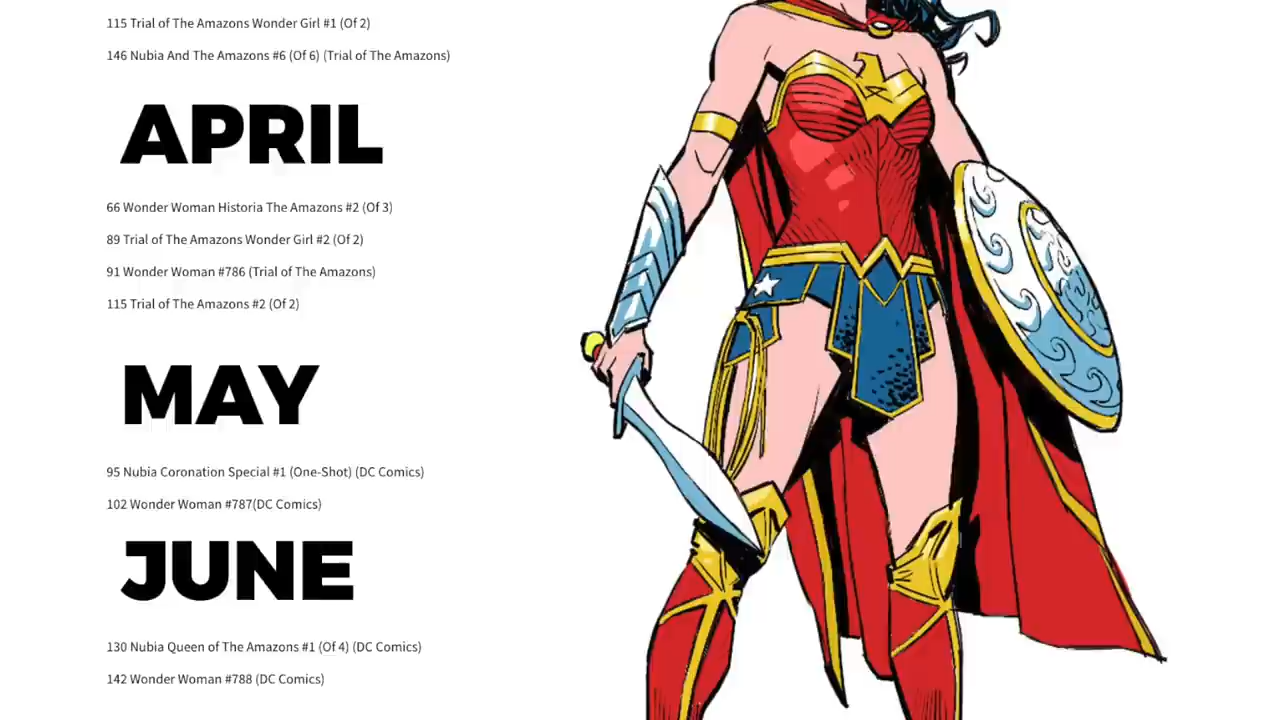 115 Trial of The Amazons Wonder Girl #1 (Of 2)
146 Nubia And The Amazons #6 (Of 6) (Trial of The Amazons)
APRIL
66 Wonder Woman Historia The Amazons #2 (Of 3)
89 Trial of The Amazons Wonder Girl #2 (Of 2)
91 Wonder Woman #786 (Trial of The Amazons)
115 Trial of The Amazons #2 (Of 2)
MAY
95 Nubia Coronation Special #1 (One-Shot) (DC Comics)
102 Wonder Woman #787(DC Comics)
JUNE
130 Nubia Queen of The Amazons #1 (Of 4) (DC Comics)
142 Wonder Woman #788 (DC Comics)